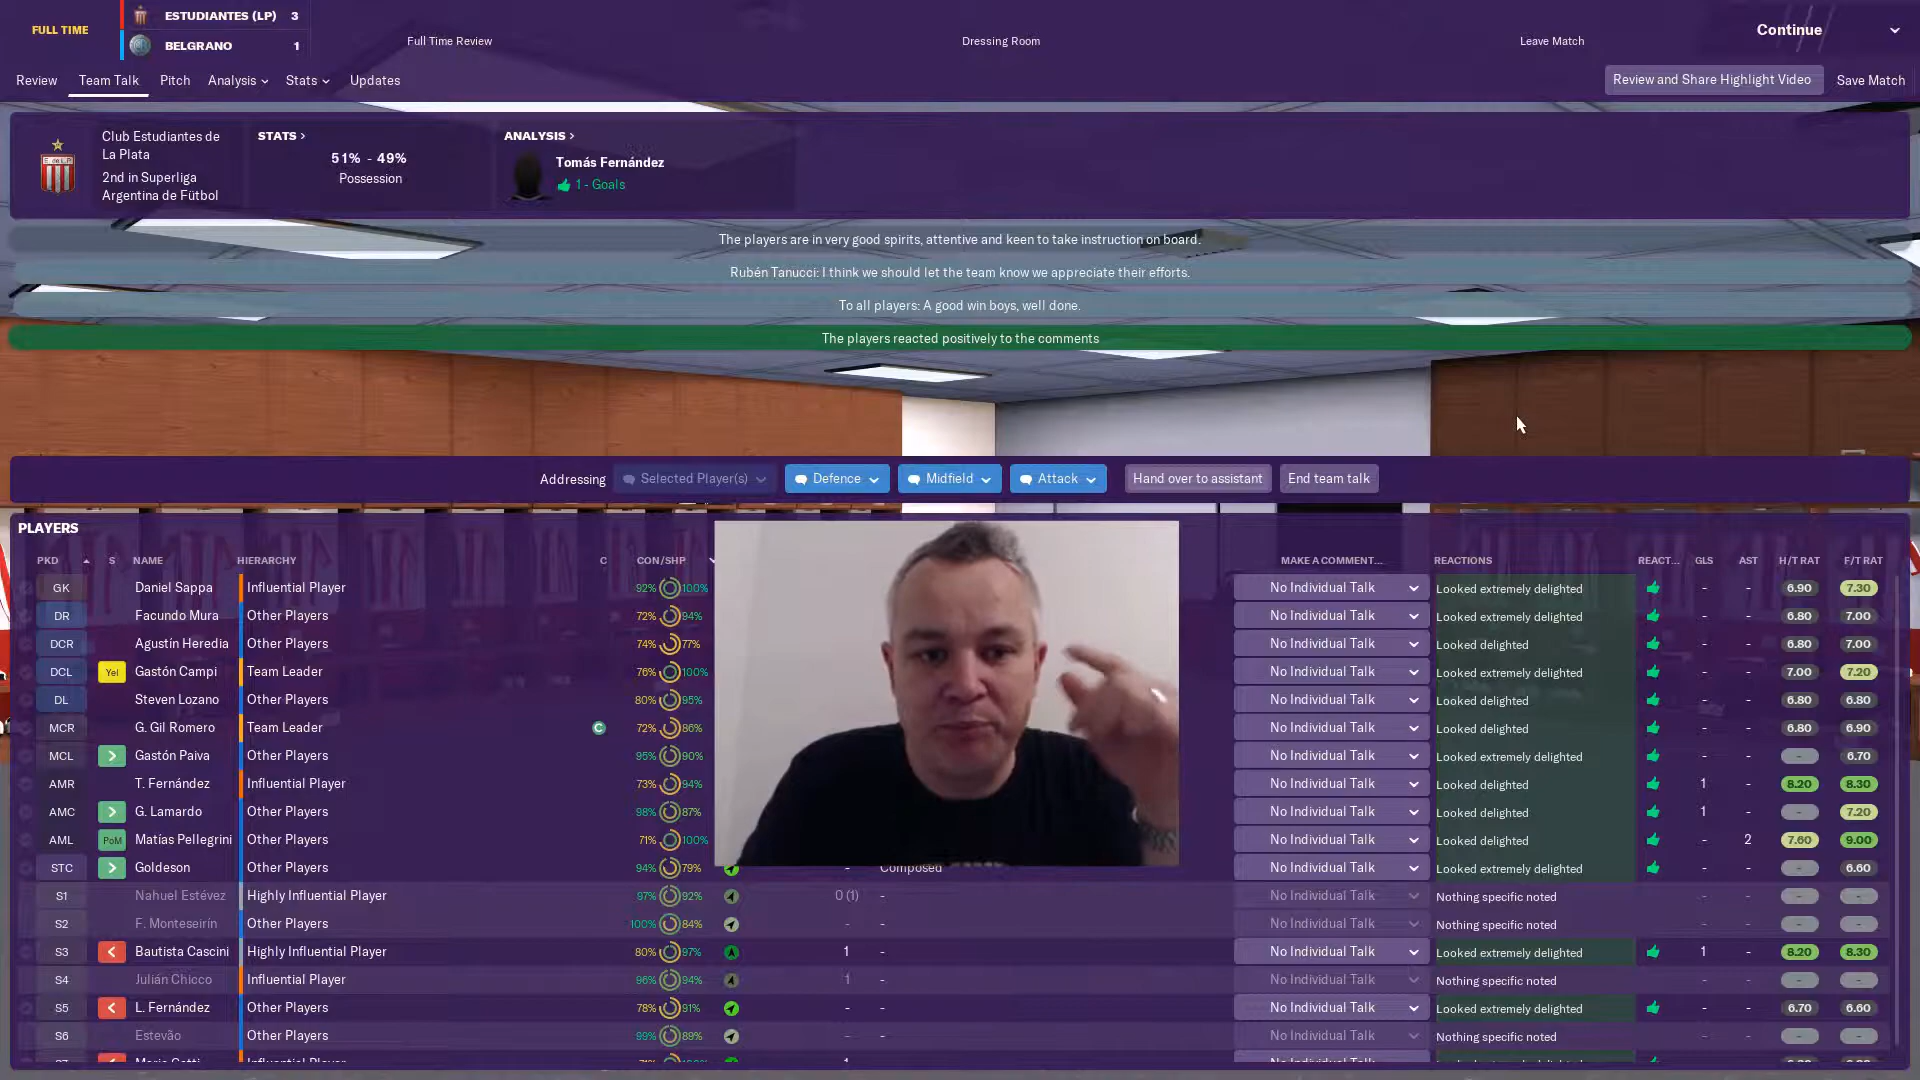 FULL TIME
ESTUDIANTES (LP) 3
BELGRANO 1
Full Time Review
Dressing Room
Leave Match
Continue
Review Team Talk Pitch Analysis Stats Updates
Review and Share Highlight Video Save Match
Club Estudiantes de
La Plata
2nd in Superliga
Argentina de Fútbol
STATS >
51% - 49%
Possession
ANALYSIS >
Tomás Fernández
1 - Goals
The players are in very good spirits, attentive and keen to take instruction on board.
Rubén Tanucci: I think we should let the team know we appreciate their efforts.
To all players: A good win boys, well done.
The players reacted positively to the comments
Addressing Selected Player(s) Defence Midfield Attack Hand over to assistant End team talk
PLAYERS
PKD S NAME HIERARCHY C CON/SHP MAKE A COMMENT... REACTIONS REACT... GLS AST H/T RAT F/T RAT
GK Daniel Sappa Influential Player 92% 100% No Individual Talk Looked extremely delighted - - 6.90 7.30
DR Facundo Mura Other Players 72% 94% No Individual Talk Looked extremely delighted - - 6.80 7.00
DCR Agustín Heredia Other Players 74% 77% No Individual Talk Looked delighted - - 6.80 7.00
DCL Yel Gastón Campi Team Leader 76% 100% No Individual Talk Looked extremely delighted - - 7.00 7.20
DL Steven Lozano Other Players 80% 95% No Individual Talk Looked delighted - - 6.80 6.80
MCR G. Gil Romero Team Leader C 72% 86% No Individual Talk Looked delighted - - 6.80 6.90
MCL Gastón Paiva Other Players 95% 90% No Individual Talk Looked extremely delighted - - - 6.70
AMR T. Fernández Influential Player 73% 94% No Individual Talk Looked delighted 1 - 8.20 8.30
AMC G. Lamardo Other Players 98% 87% No Individual Talk Looked delighted 1 - - 7.20
AML PoM Matías Pellegrini Other Players 71% 100% No Individual Talk Looked delighted - 2 7.60 9.00
STC Goldeson Other Players 94% 79% - Composed No Individual Talk Looked extremely delighted - - - 6.60
S1 Nahuel Estévez Highly Influential Player 97% 92% 0 (1) - No Individual Talk Nothing specific noted - - - -
S2 F. Monteseirín Other Players 100% 84% - - No Individual Talk Nothing specific noted - - - -
S3 Bautista Cascini Highly Influential Player 80% 97% 1 - No Individual Talk Looked extremely delighted 1 - 8.20 8.30
S4 Julián Chicco Influential Player 96% 94% 1 - No Individual Talk Nothing specific noted - - - -
S5 L. Fernández Other Players 78% 91% - - No Individual Talk Looked extremely delighted - - 6.70 6.60
S6 Estevão Other Players 99% 89% - - No Individual Talk Nothing specific noted - - - -